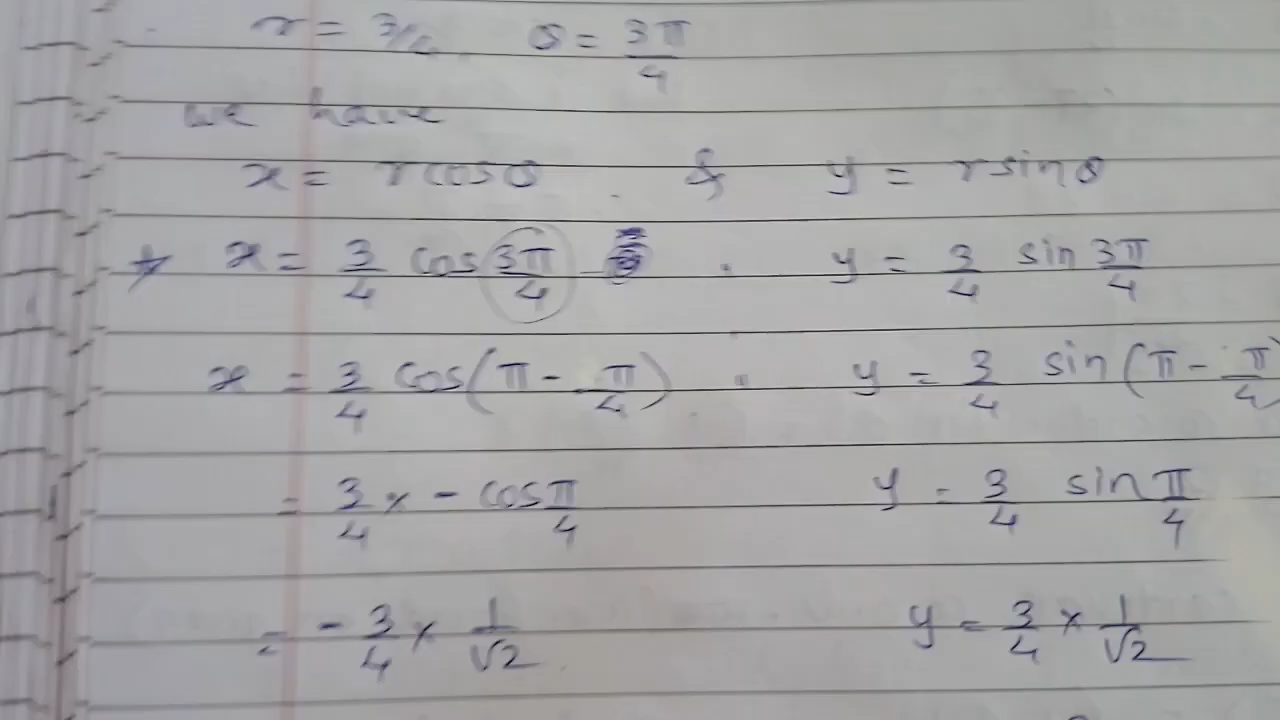 r = 3/4 θ = 3π/4
we have
x = r cosθ . & y = r sinθ
x = 3/4 cos 3π/4 . y = 3/4 sin 3π/4
x = 3/4 cos(π - π/4) . y = 3/4 sin(π - π/4)
= 3/4 x - cos π/4 y = 3/4 sin π/4
= - 3/4 x 1/√2 y = 3/4 x 1/√2